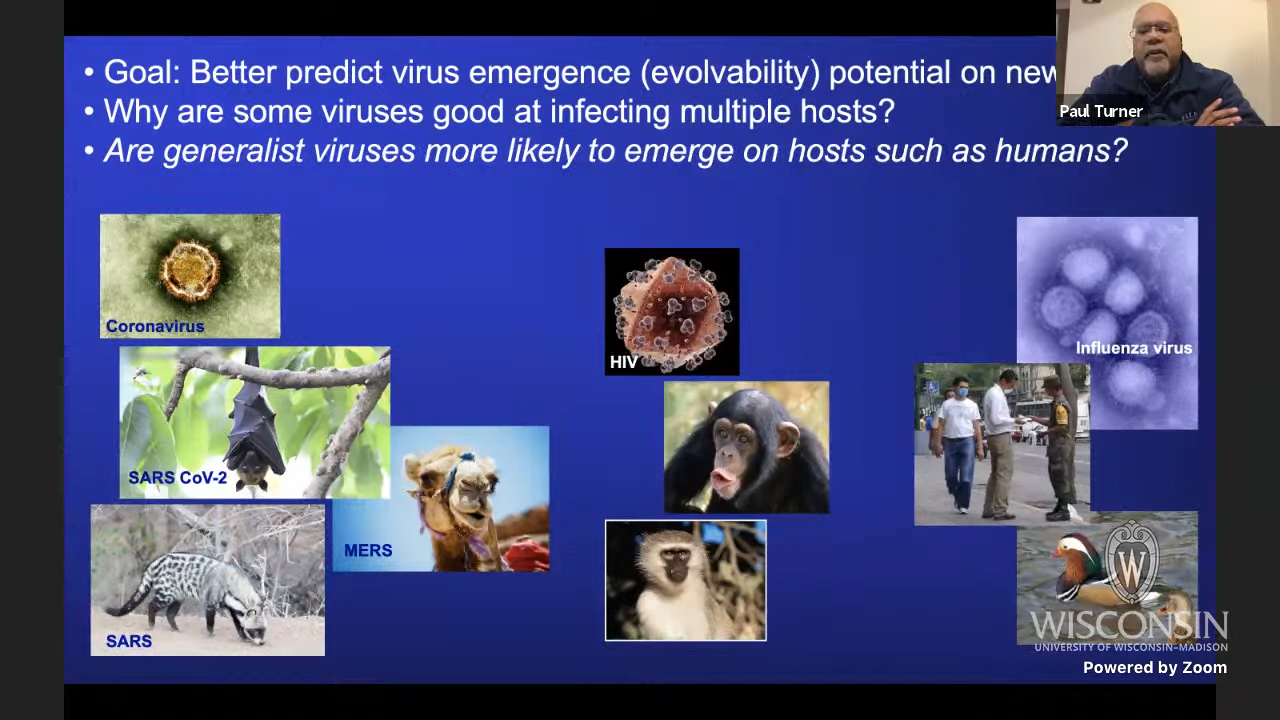 • Goal: Better predict virus emergence (evolvability) potential on new
• Why are some viruses good at infecting multiple hosts?
• Are generalist viruses more likely to emerge on hosts such as humans?
Paul Turner
Coronavirus
HIV
Influenza virus
SARS CoV-2
MERS
SARS
W
WISCONSIN
UNIVERSITY OF WISCONSIN–MADISON
Powered by Zoom